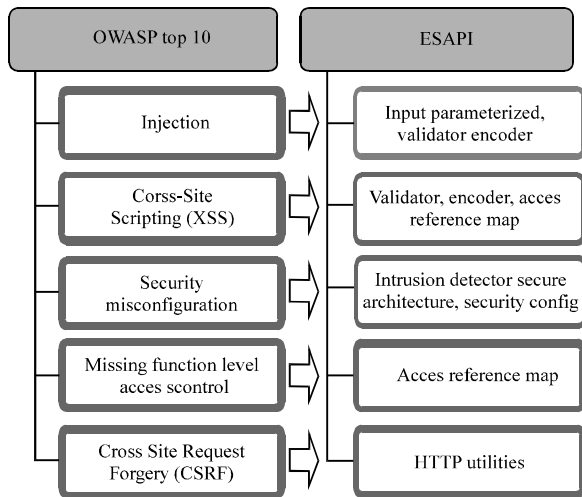 OWASP top 10
ESAPI
Injection
Input parameterized,
validator encoder
Corss-Site
Scripting (XSS)
Validator, encoder, acces
reference map
Security
misconfiguration
Intrusion detector secure
architecture, security config
Missing function level
acces scontrol
Acces reference map
Cross Site Request
Forgery (CSRF)
HTTP utilities